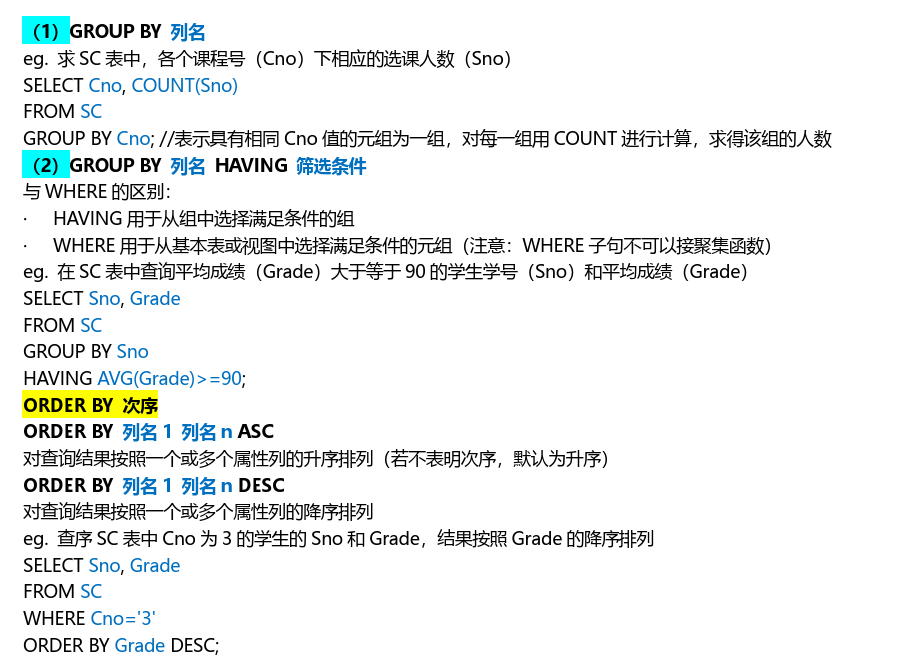 （1）GROUP BY 列名
eg. 求 SC 表中，各个课程号（Cno）下相应的选课人数（Sno）
SELECT Cno, COUNT(Sno)
FROM SC
GROUP BY Cno; //表示具有相同 Cno 值的元组为一组，对每一组用 COUNT 进行计算，求得该组的人数
（2）GROUP BY 列名 HAVING 筛选条件
与 WHERE 的区别：
· HAVING 用于从组中选择满足条件的组
· WHERE 用于从基本表或视图中选择满足条件的元组（注意：WHERE 子句不可以接聚集函数）
eg. 在 SC 表中查询平均成绩（Grade）大于等于 90 的学生学号（Sno）和平均成绩（Grade）
SELECT Sno, Grade
FROM SC
GROUP BY Sno
HAVING AVG(Grade)>=90;
ORDER BY 次序
ORDER BY 列名 1 列名 n ASC
对查询结果按照一个或多个属性列的升序排列（若不表明次序，默认为升序）
ORDER BY 列名 1 列名 n DESC
对查询结果按照一个或多个属性列的降序排列
eg. 查序 SC 表中 Cno 为 3 的学生的 Sno 和 Grade，结果按照 Grade 的降序排列
SELECT Sno, Grade
FROM SC
WHERE Cno='3'
ORDER BY Grade DESC;